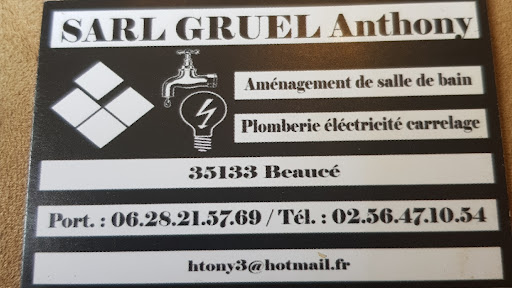 SARL GRUEL Anthony
Aménagement de salle de bain
Plomberie éléctricité carrelage
35133 Beaucé
Port. : 06.28.21.57.69 / Tél. : 02.56.47.10.54
htony3@hotmail.fr